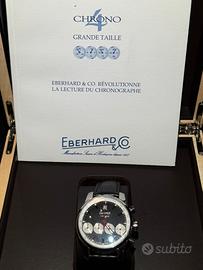 CHRONO
4
GRANDE TAILLE
EBERHARD & CO. RÉVOLUTIONNE
LA LECTURE DU CHRONOGRAPHE
EBERHARD & CO
Manufacture Suisse d'Horlogerie depuis 1887
subito